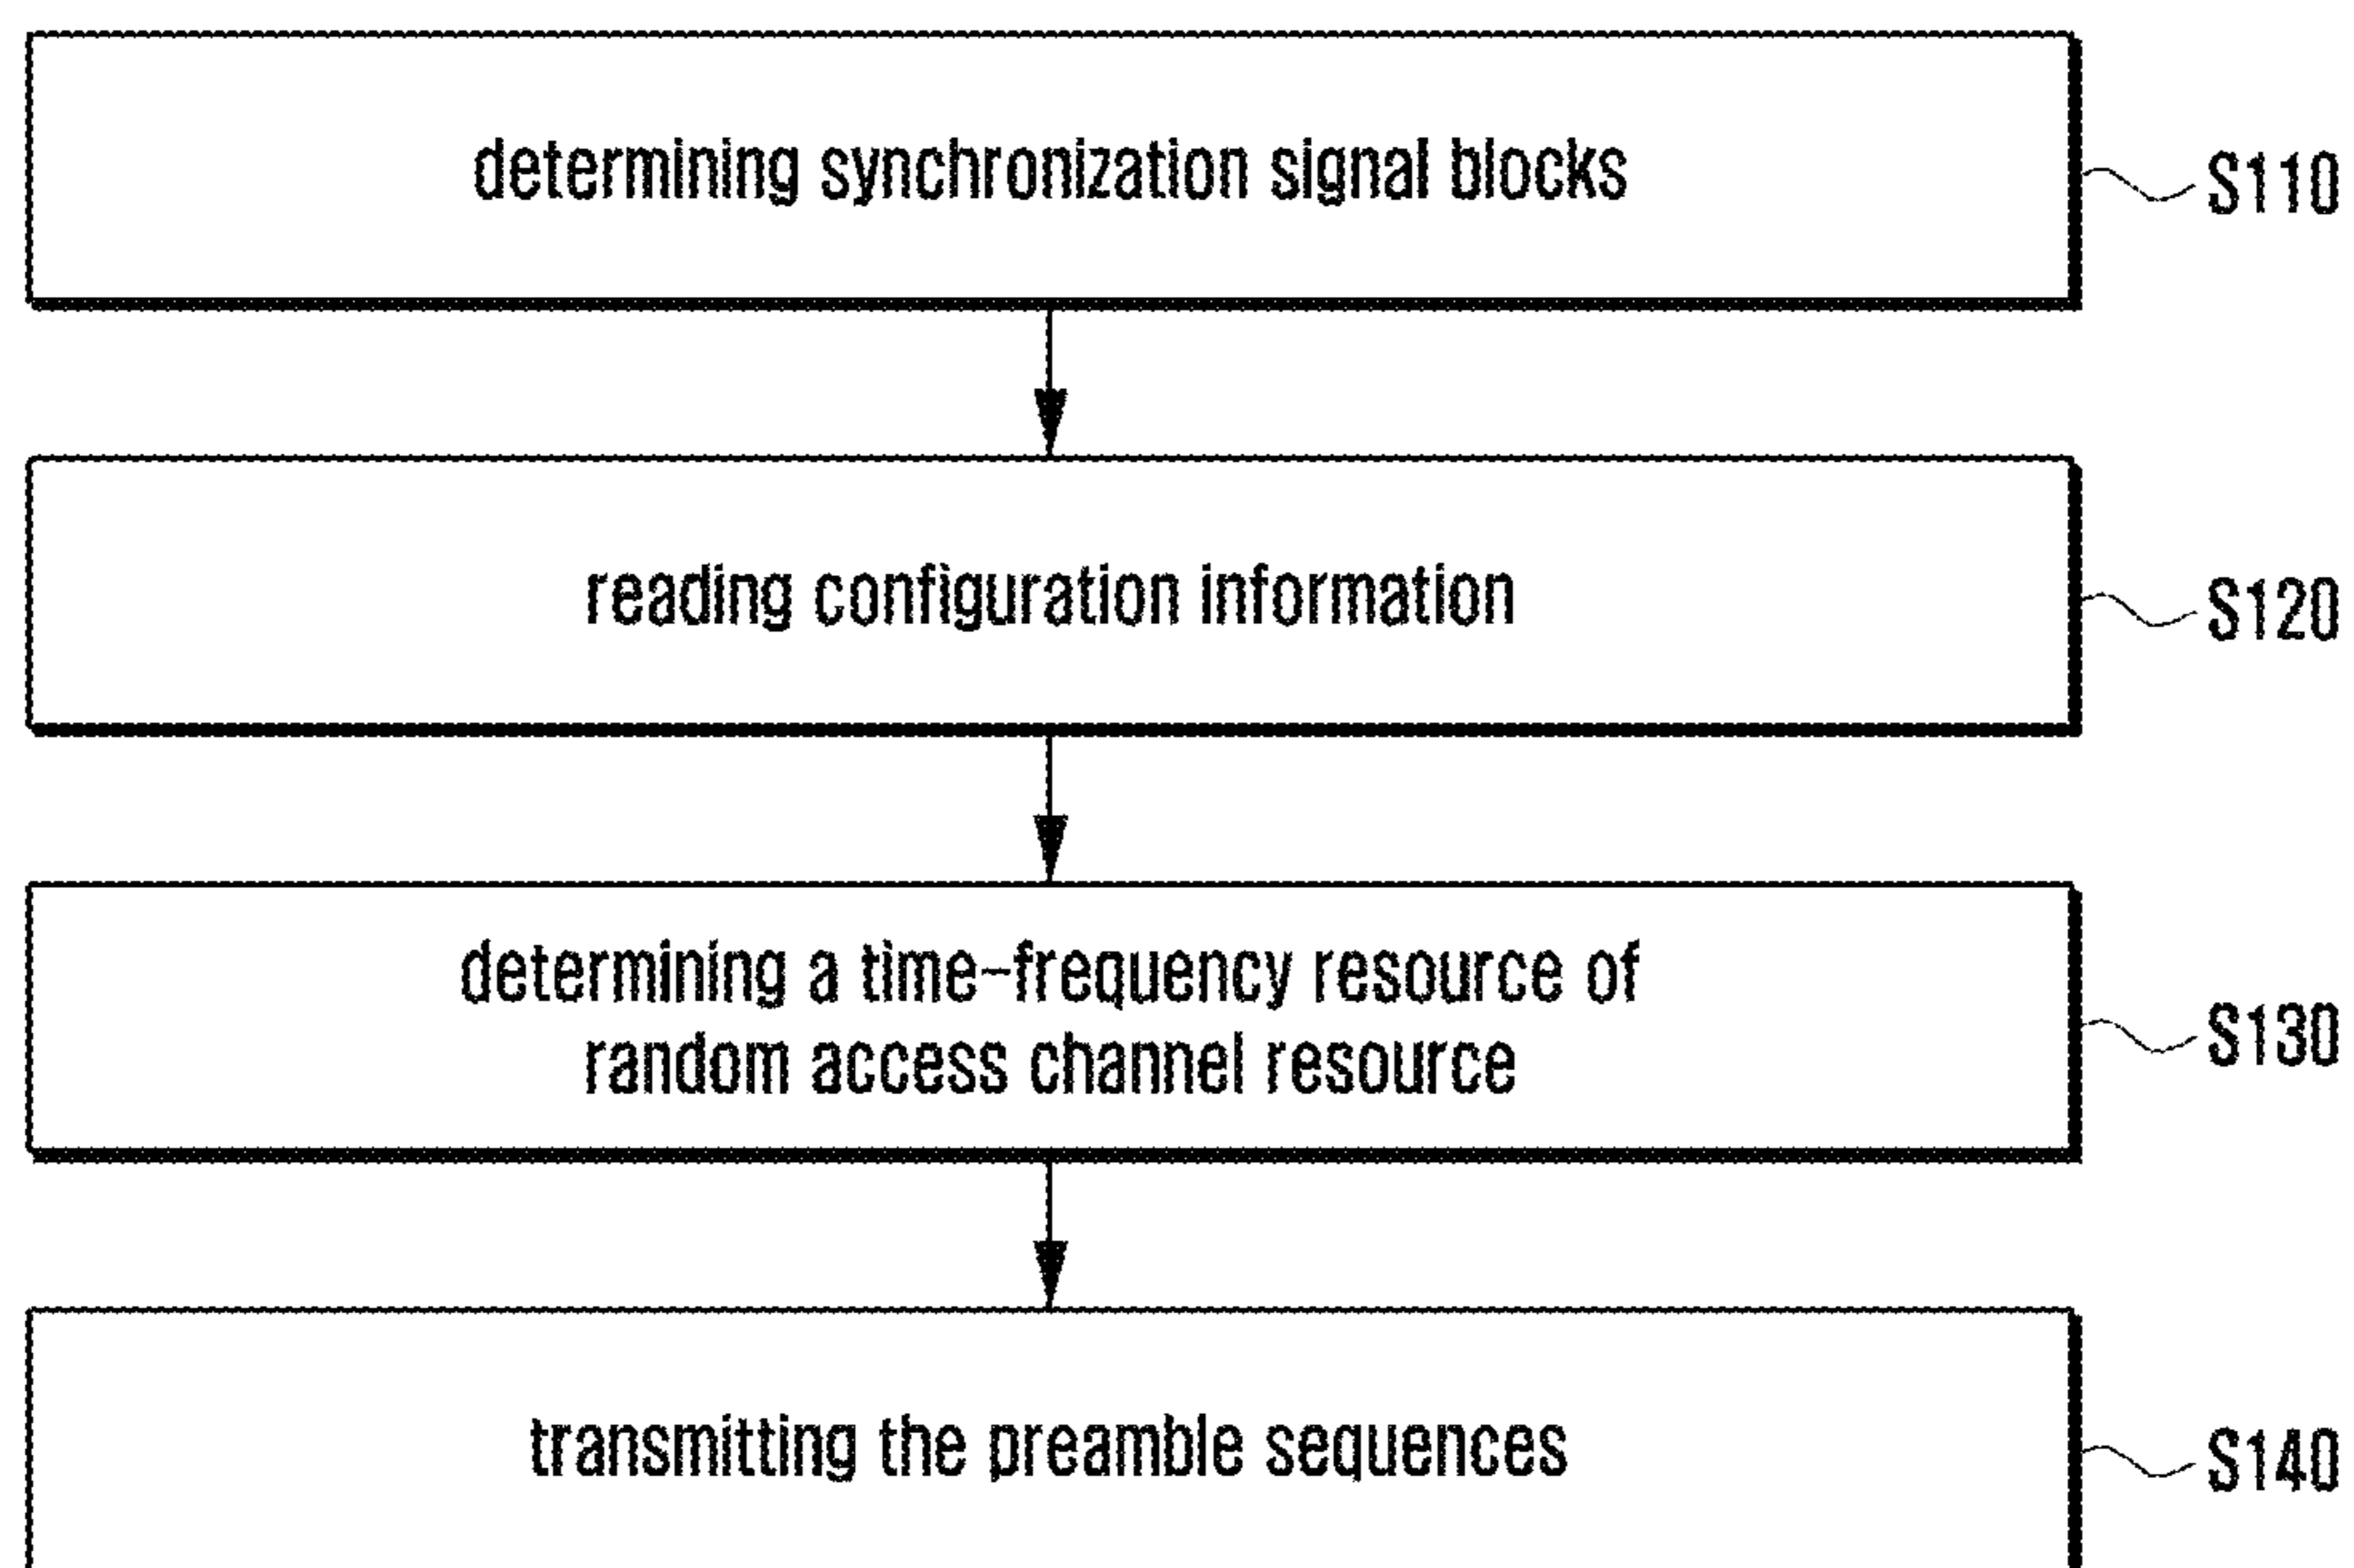 determining synchronization signal blocks
S110
reading configuration information
S120
determining a time-frequency resource of
random access channel resource
S130
transmitting the preamble sequences
S140